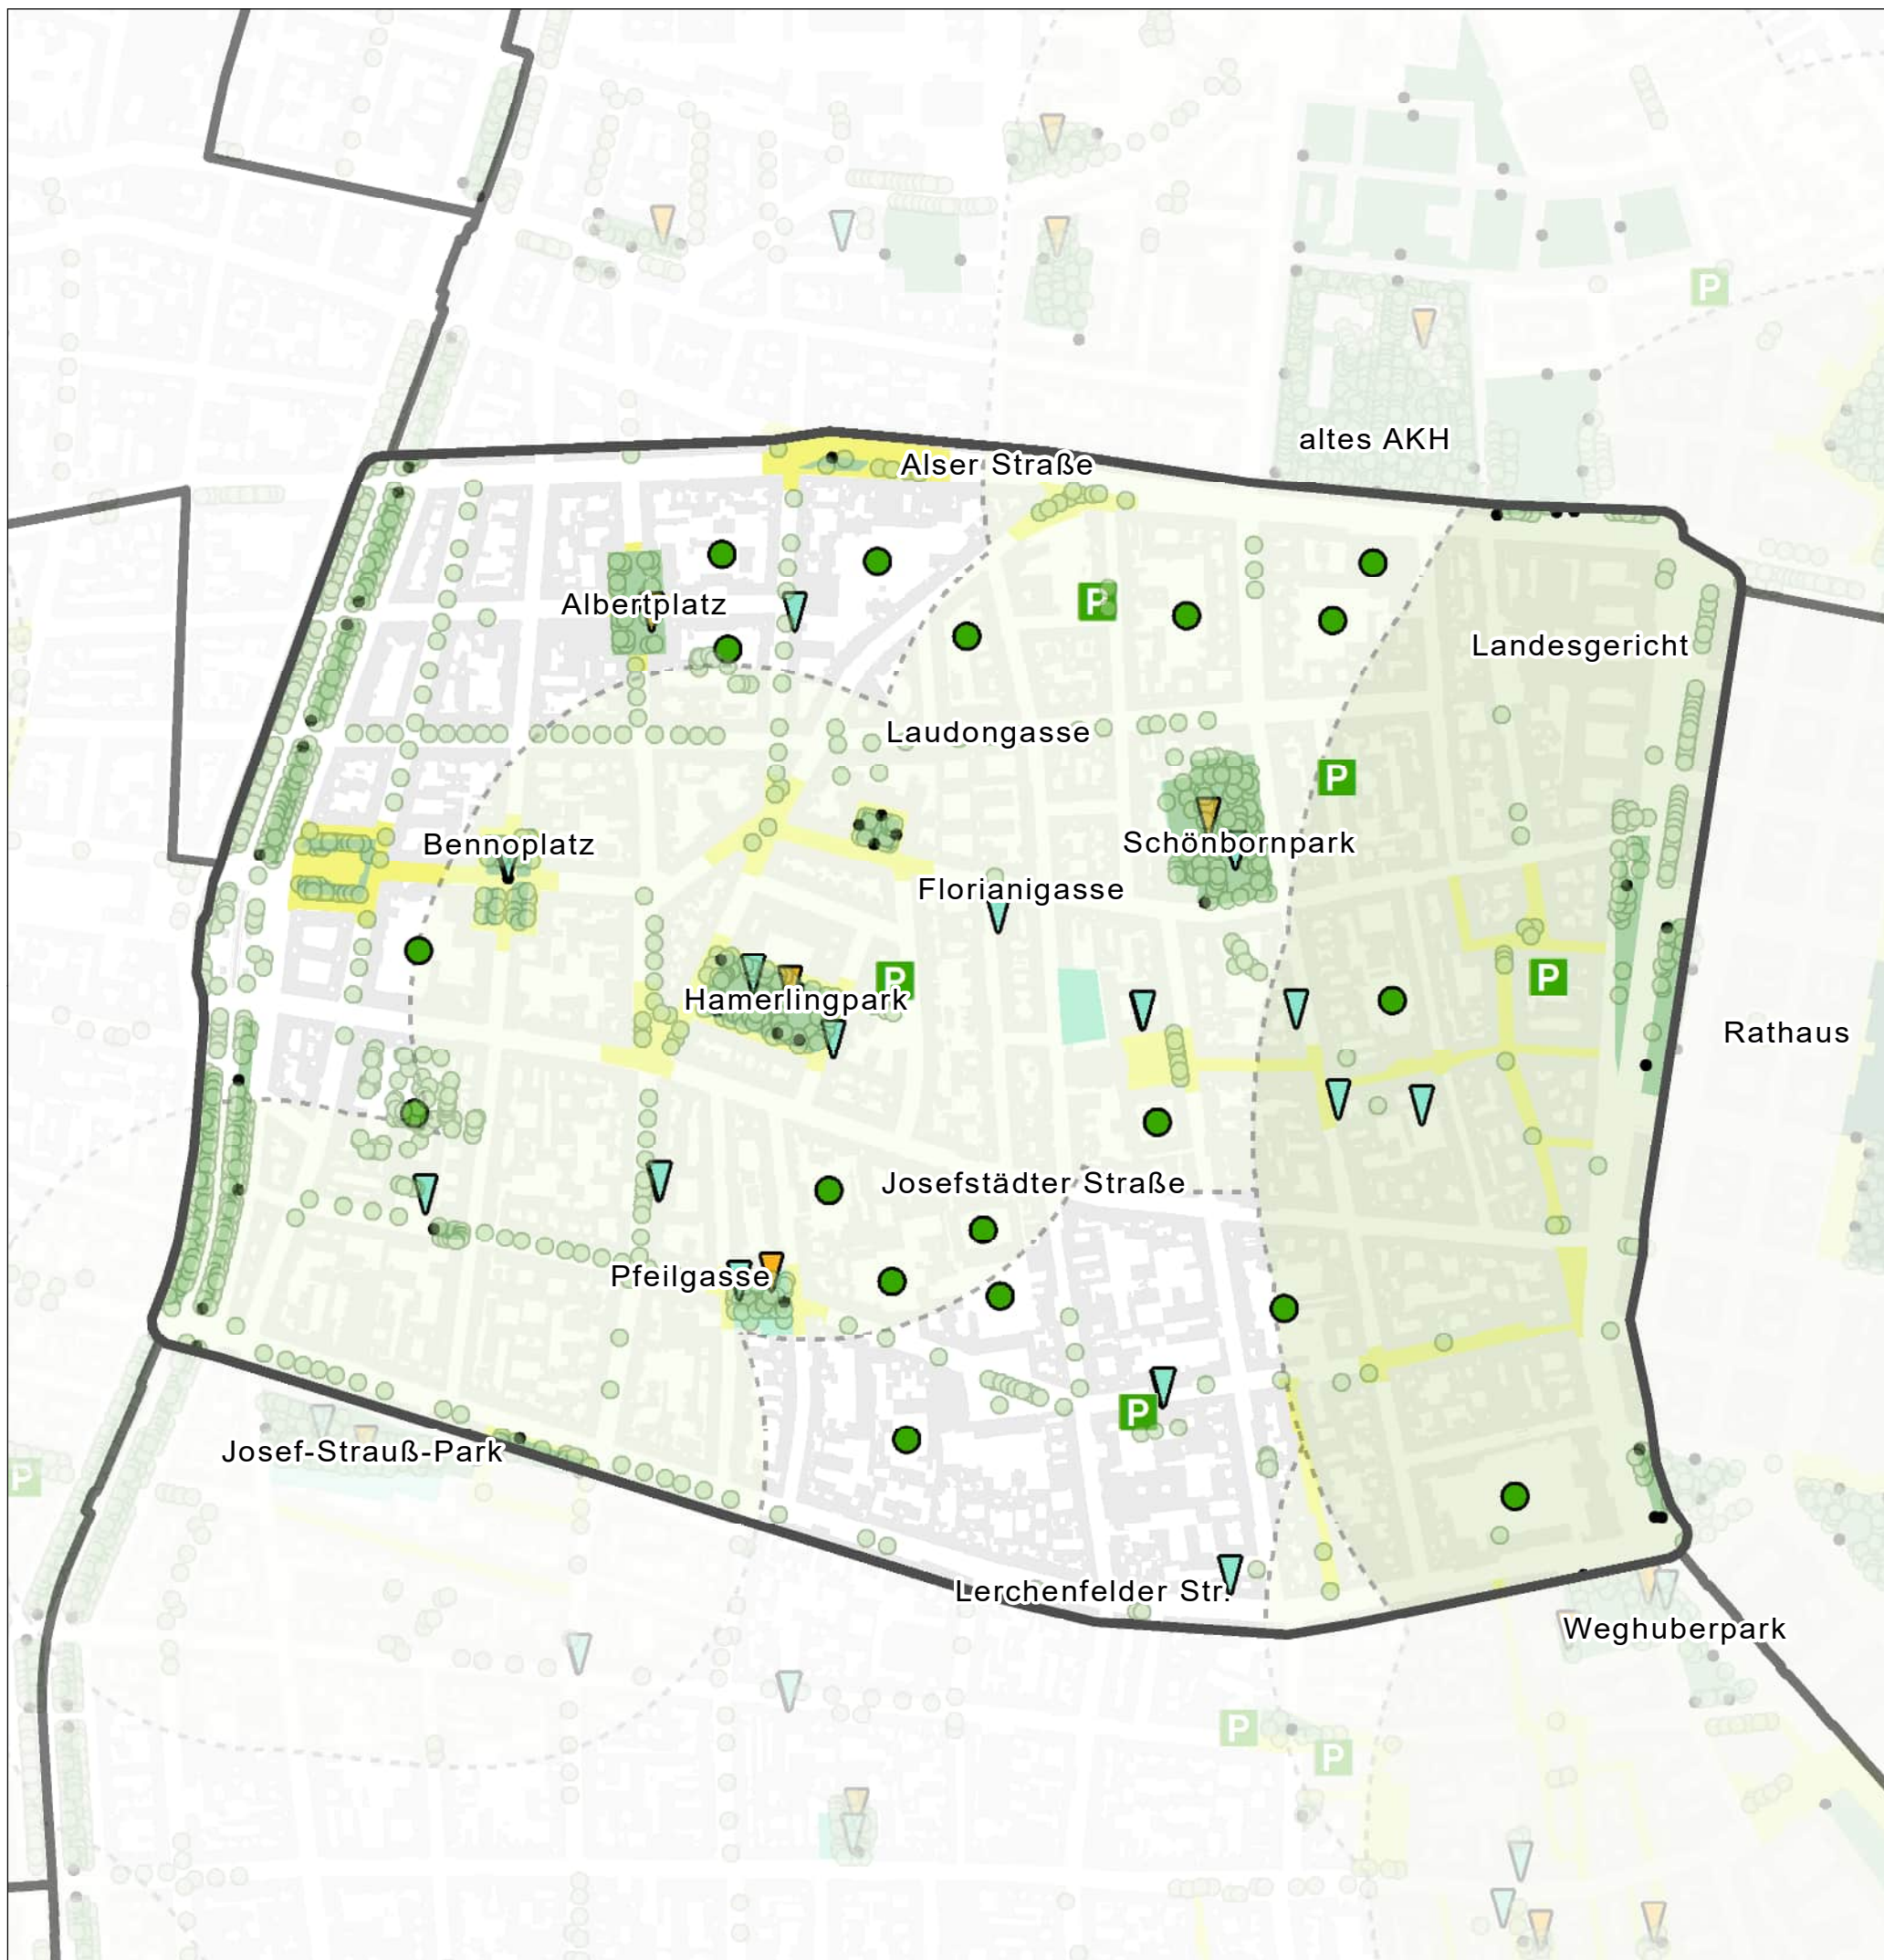 P
altes AKH
Alser Straße
P
Albertplatz
Landesgericht
Laudongasse
P
Bennoplatz
Schönbornpark
Florianigasse
P
P
Hamerlingpark
Rathaus
Josefstädter Straße
Pfeilgasse
P
Josef-Strauß-Park
P
Lerchenfelder Str.
Weghuberpark
P
P